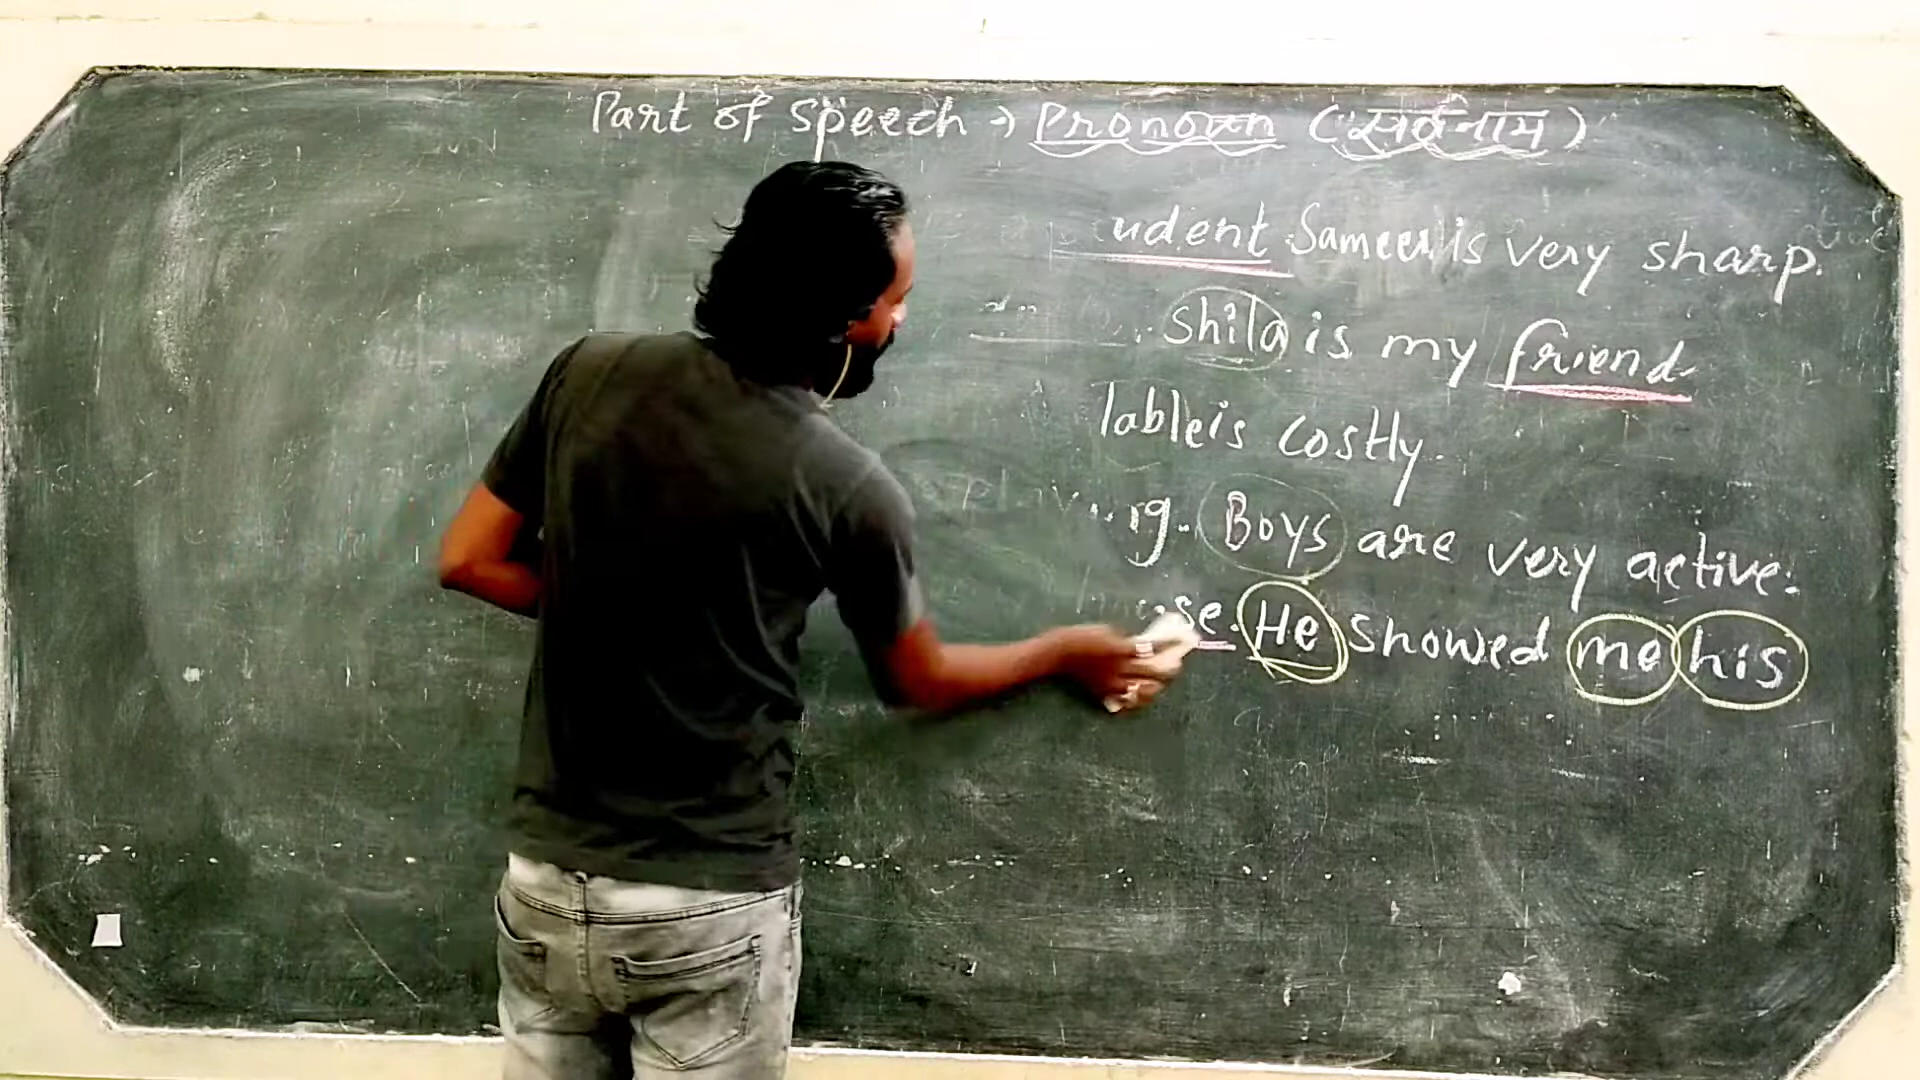 Part of speech → Pronoun (सर्वनाम)
udent Sameer is very sharp.
Shila is my friend.
table is costly.
Boys are very active.
se. He showed me his